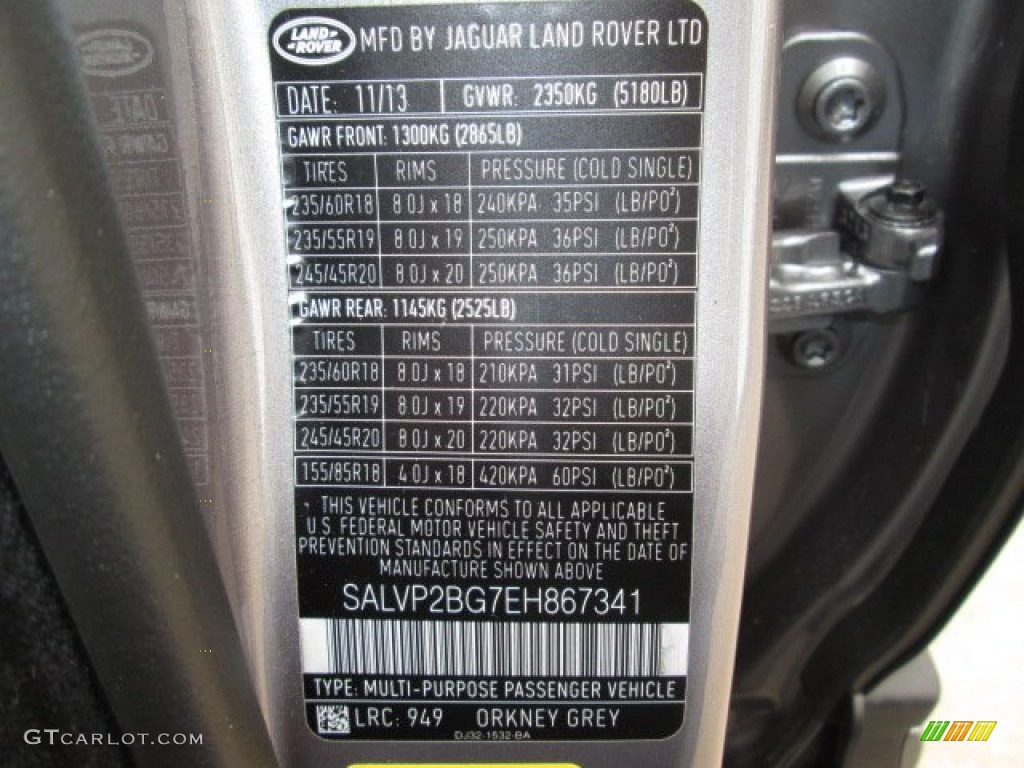 LAND ROVER MFD BY JAGUAR LAND ROVER LTD
DATE: 11/13 GVWR: 2350KG (5180LB)
GAWR FRONT: 1300KG (2865LB)
TIRES RIMS PRESSURE (COLD SINGLE)
235/60R18 8.0J x 18 240KPA 35PSI (LB/PO²)
235/55R19 8.0J x 19 250KPA 36PSI (LB/PO²)
245/45R20 8.0J x 20 250KPA 36PSI (LB/PO²)
GAWR REAR: 1145KG (2525LB)
TIRES RIMS PRESSURE (COLD SINGLE)
235/60R18 8.0J x 18 210KPA 31PSI (LB/PO²)
235/55R19 8.0J x 19 220KPA 32PSI (LB/PO²)
245/45R20 8.0J x 20 220KPA 32PSI (LB/PO²)
155/85R18 4.0J x 18 420KPA 60PSI (LB/PO²)
THIS VEHICLE CONFORMS TO ALL APPLICABLE
U.S. FEDERAL MOTOR VEHICLE SAFETY AND THEFT
PREVENTION STANDARDS IN EFFECT ON THE DATE OF
MANUFACTURE SHOWN ABOVE
SALVP2BG7EH867341
TYPE: MULTI-PURPOSE PASSENGER VEHICLE
LRC: 949 ORKNEY GREY
DJ32-1532-BA
GTCARLOT.COM